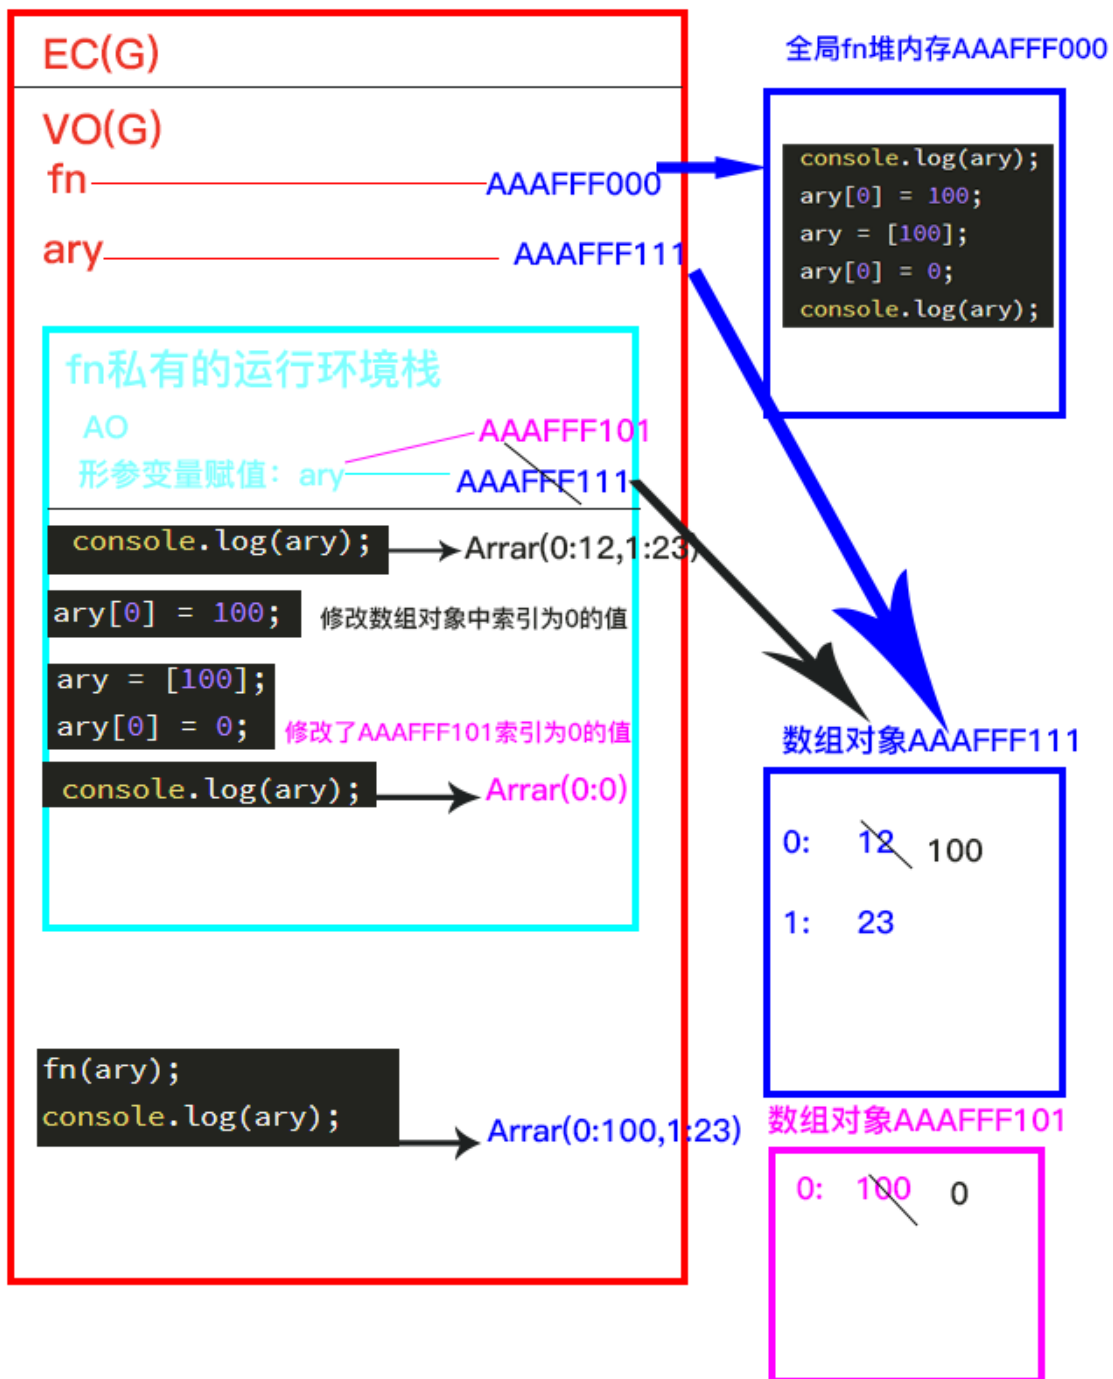 EC(G)
VO(G)
fn AAAFFF000
ary AAAFFF111
fn私有的运行环境栈
AO
AAAFFF101
形参变量赋值：ary AAAFFF111
console.log(ary); Arrar(0:12,1:23)
ary[0] = 100; 修改数组对象中索引为0的值
ary = [100];
ary[0] = 0; 修改了AAAFFF101索引为0的值
console.log(ary); Arrar(0:0)
fn(ary);
console.log(ary); Arrar(0:100,1:23)
全局fn堆内存AAAFFF000
console.log(ary);
ary[0] = 100;
ary = [100];
ary[0] = 0;
console.log(ary);
数组对象AAAFFF111
0: 12 100
1: 23
数组对象AAAFFF101
0: 100 0